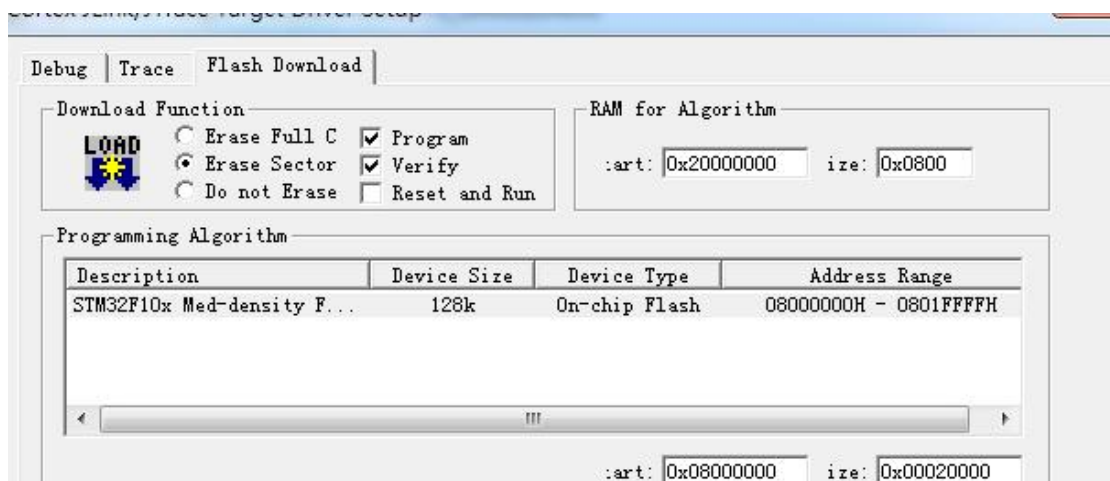 Debug Trace Flash Download
Download Function
LOAD
Erase Full C
Program
Erase Sector
Verify
Do not Erase
Reset and Run
RAM for Algorithm
:art: 0x20000000 ize: 0x0800
Programming Algorithm
Description Device Size Device Type Address Range
STM32F10x Med-density F... 128k On-chip Flash 08000000H - 0801FFFFH
:art: 0x08000000 ize: 0x00020000